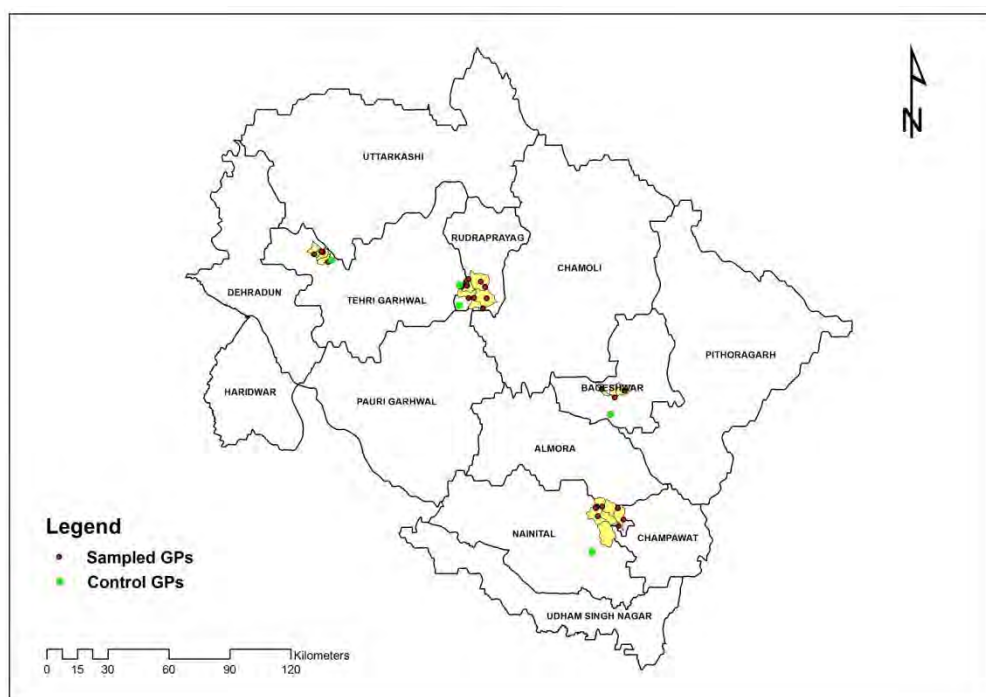 N
UTTARKASHI
RUDRAPRAYAG
CHAMOLI
DEHRADUN
TEHRI GARHWAL
PITHORAGARH
HARIDWAR
PAURI GARHWAL
BAGESHWAR
ALMORA
NAINITAL
CHAMPAWAT
UDHAM SINGH NAGAR
Legend
Sampled GPs
Control GPs
Kilometers
0 15 30 60 90 120